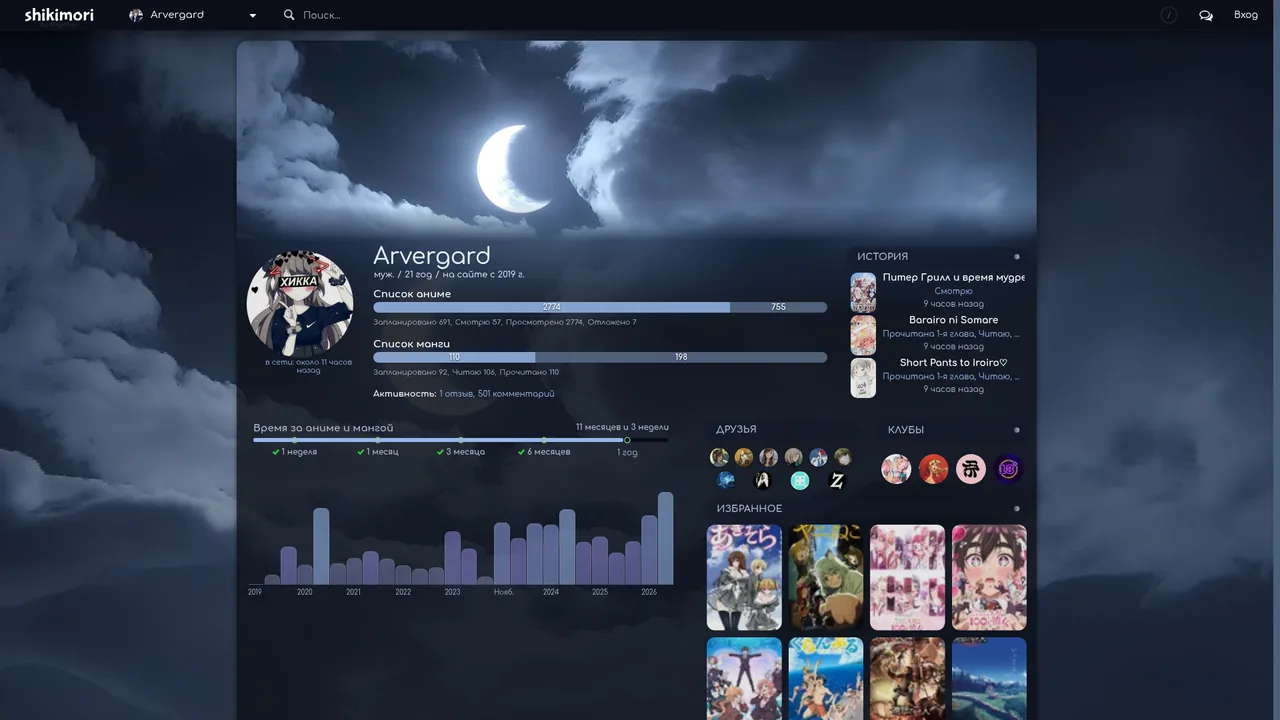 shikimori
Arvergard
Поиск...
/
Вход
ХИККА
Arvergard
муж. / 21 год / на сайте с 2019 г.
Список аниме
2774
755
Запланировано 691, Смотрю 57, Просмотрено 2774, Отложено 7
Список манги
110
198
Запланировано 92, Читаю 106, Прочитано 110
Активность: 1 отзыв, 501 комментарий
в сети: около 11 часов
назад
ИСТОРИЯ
Питер Грилл и время мудре
Смотрю
9 часов назад
Barairo ni Somare
Прочитана 1-я глава, Читаю, ...
9 часов назад
Short Pants to Iroiro♡
Прочитана 1-я глава, Читаю, ...
9 часов назад
Время за аниме и мангой
11 месяцев и 3 недели
1 неделя
1 месяц
3 месяца
6 месяцев
1 год
2019
2020
2021
2022
2023
Нояб.
2024
2025
2026
ДРУЗЬЯ
КЛУБЫ
Z
18
ИЗБРАННОЕ
あきそら